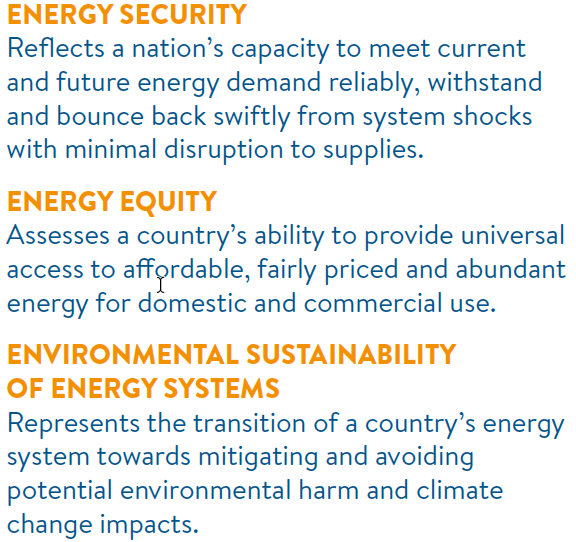 ENERGY SECURITY
Reflects a nation’s capacity to meet current
and future energy demand reliably, withstand
and bounce back swiftly from system shocks
with minimal disruption to supplies.
ENERGY EQUITY
Assesses a country’s ability to provide universal
access to affordable, fairly priced and abundant
energy for domestic and commercial use.
ENVIRONMENTAL SUSTAINABILITY
OF ENERGY SYSTEMS
Represents the transition of a country’s energy
system towards mitigating and avoiding
potential environmental harm and climate
change impacts.